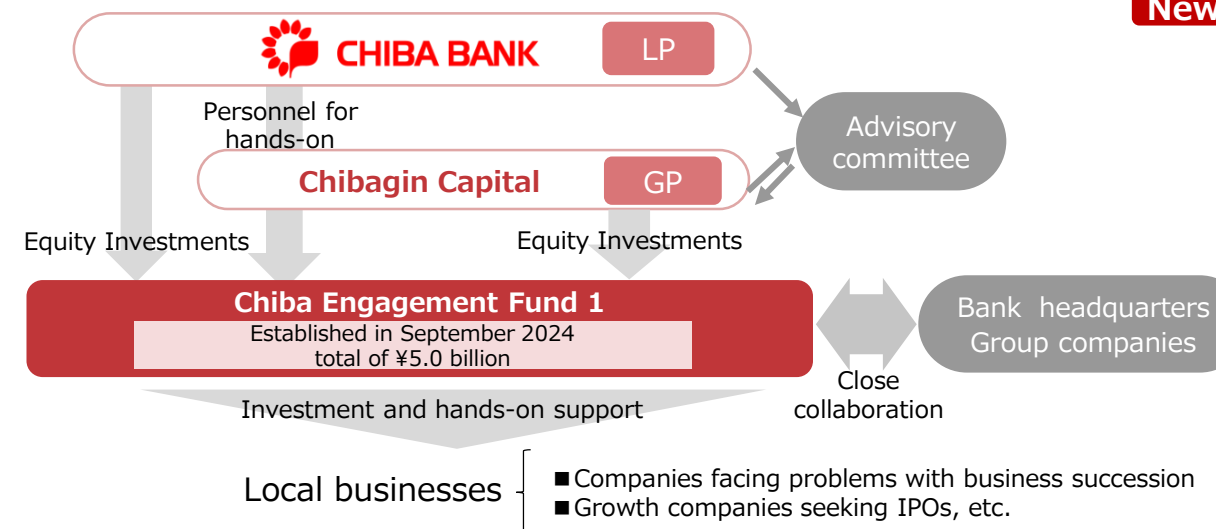 New
CHIBA BANK
LP
Personnel for
hands-on
Advisory
committee
Chibagin Capital
GP
Equity Investments
Equity Investments
Chiba Engagement Fund 1
Established in September 2024
total of ¥5.0 billion
Bank headquarters
Group companies
Close
collaboration
Investment and hands-on support
Local businesses
■Companies facing problems with business succession
■Growth companies seeking IPOs, etc.